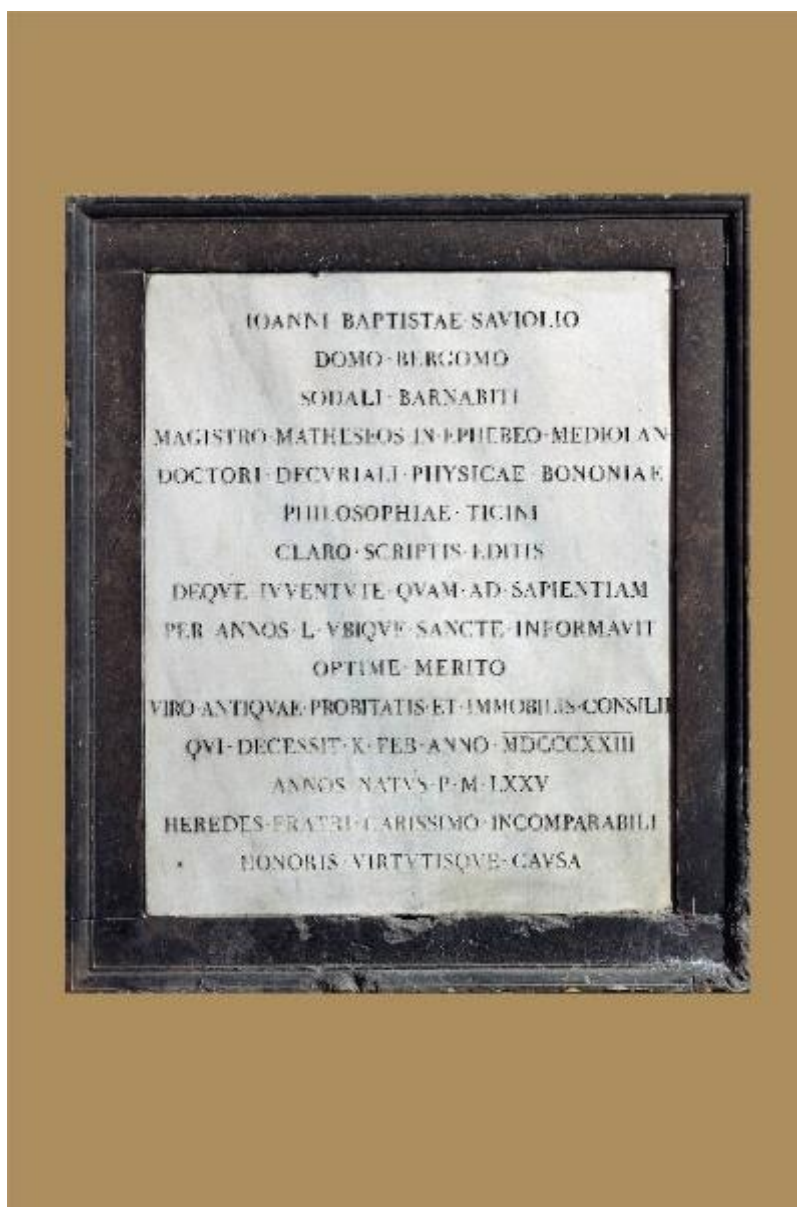 IOANNI BAPTISTAE·SAVIOLIO
DOMO·BERGOMO
SODALI·BARNABITI
MAGISTRO·MATHESEOS IN·EPHEBEO·MEDIOLAN
DOCTORI·DECVRIALI·PHYSICAE BONONIAE
PHILOSOPHIAE·TICINI
CLARO·SCRIPTIS·EDITIS
DEQVE IVVENTVTE·QVAM·AD·SAPIENTIAM
PER ANNOS·L·VBIQVE SANCTE·INFORMAVIT
OPTIME·MERITO
VIRO·ANTIQVAE·PROBITATIS·ET·IMMOBILIS·CONSILII
QVI·DECESSIT·K·FEB·ANNO·MDCCCXXIII
ANNOS·NATVS·P·M·LXXV
HEREDES·FRATRI·CARISSIMO·INCOMPARABILI
HONORIS·VIRTVTISQVE·CAVSA